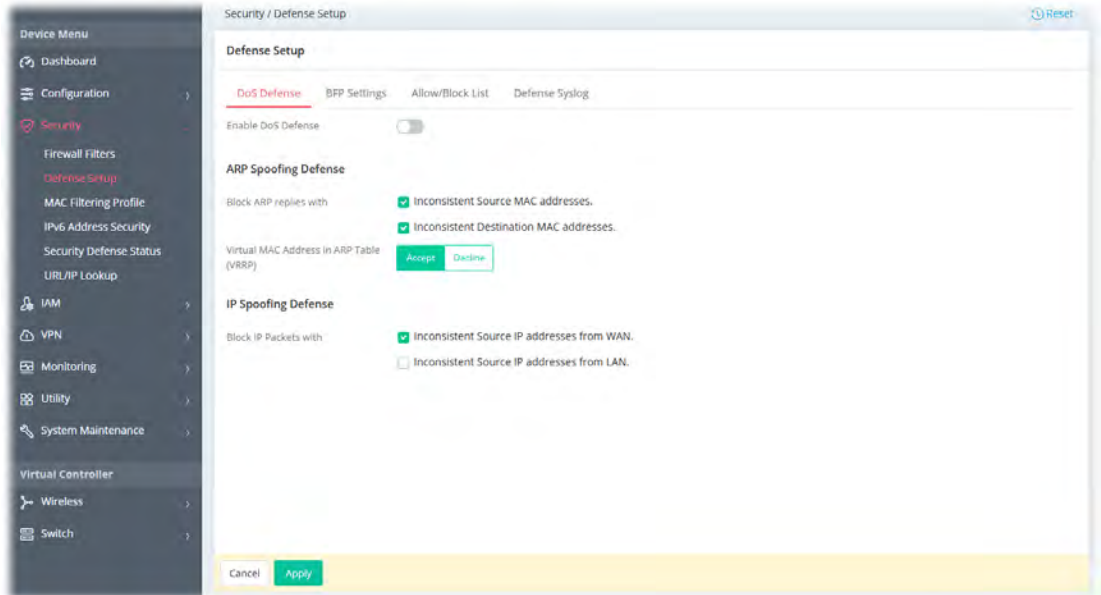 Security / Defense Setup
Reset
Device Menu
Dashboard
Configuration
Security
Firewall Filters
Defense Setup
MAC Filtering Profile
IPv6 Address Security
Security Defense Status
URL/IP Lookup
IAM
VPN
Monitoring
Utility
System Maintenance
Virtual Controller
Wireless
Switch
Defense Setup
DoS Defense
BFP Settings
Allow/Block List
Defense Syslog
Enable DoS Defense
ARP Spoofing Defense
Block ARP replies with
Inconsistent Source MAC addresses.
Inconsistent Destination MAC addresses.
Virtual MAC Address in ARP Table
(VRRP)
Accept
Decline
IP Spoofing Defense
Block IP Packets with
Inconsistent Source IP addresses from WAN.
Inconsistent Source IP addresses from LAN.
Cancel
Apply